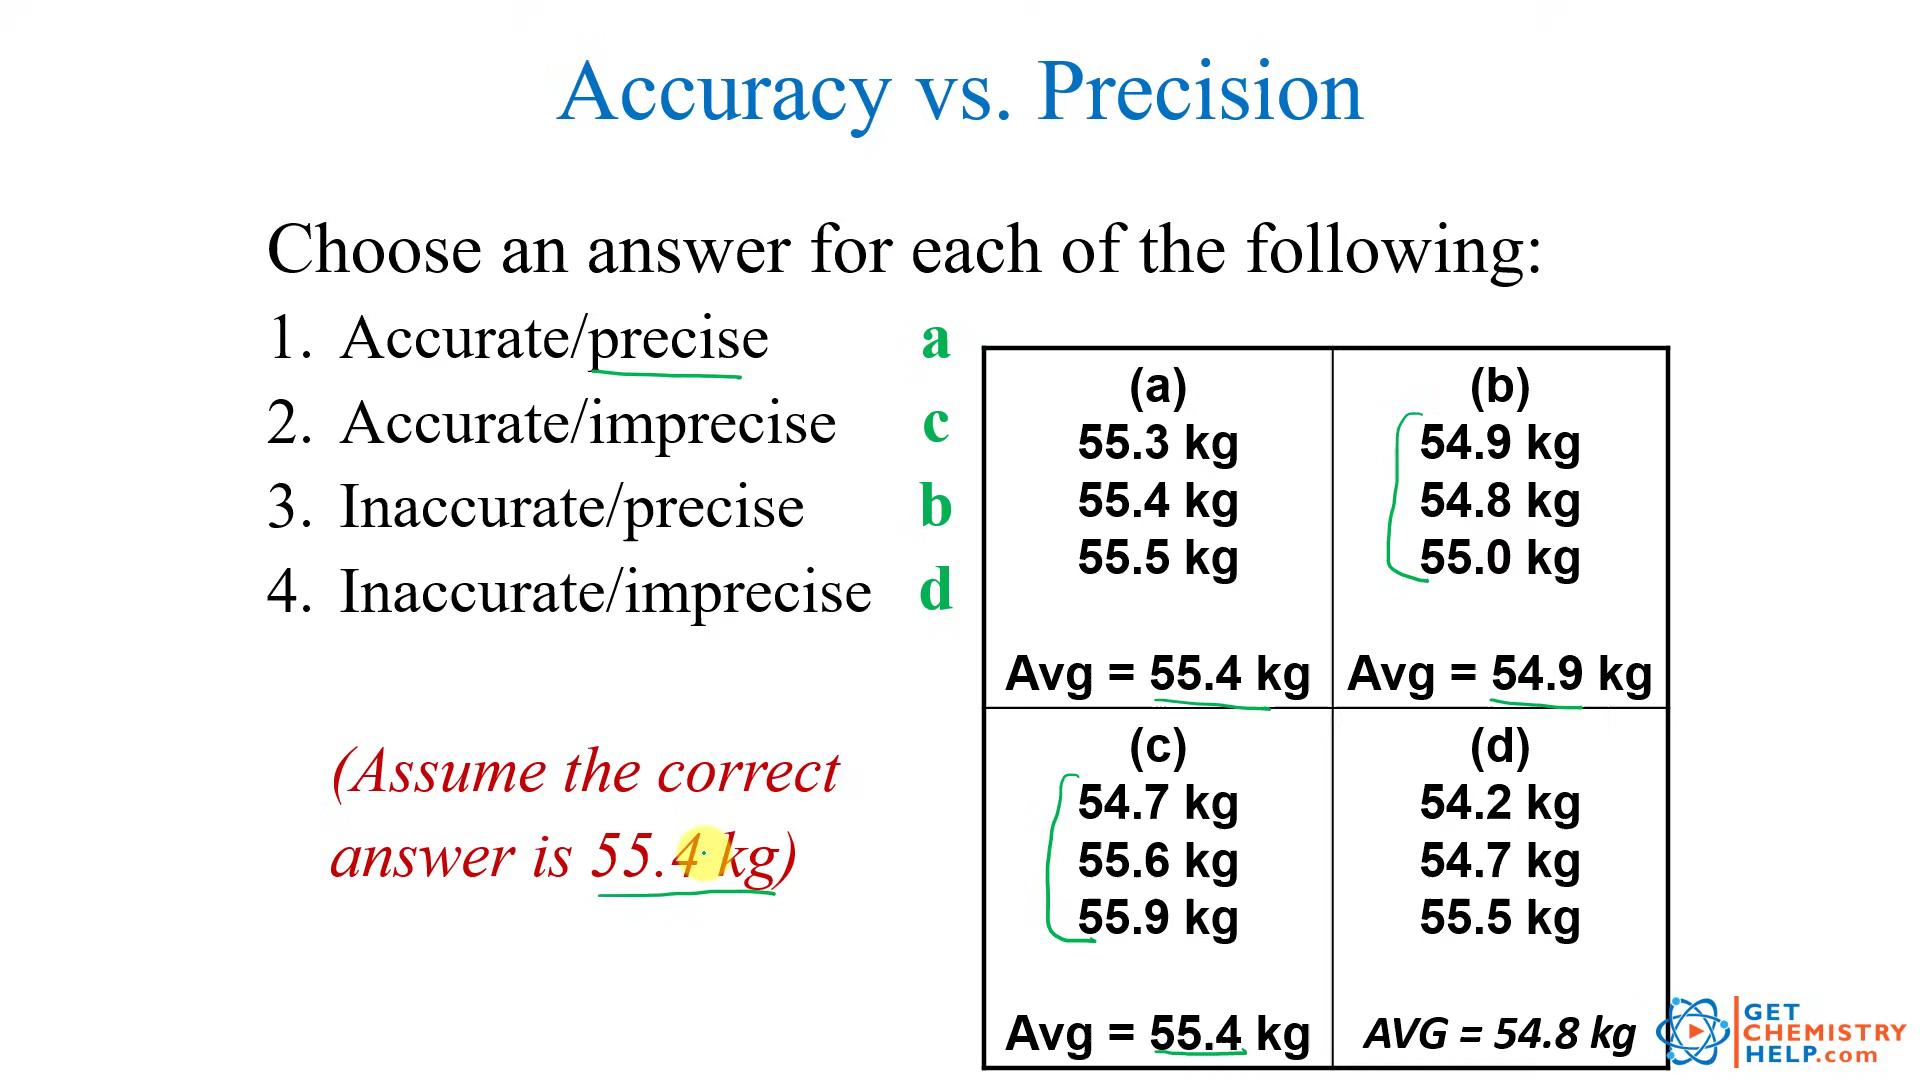 Accuracy vs. Precision
Choose an answer for each of the following:
1. Accurate/precise a
2. Accurate/imprecise c
3. Inaccurate/precise b
4. Inaccurate/imprecise d
(Assume the correct
answer is 55.4 kg)
(a)
55.3 kg
55.4 kg
55.5 kg
Avg = 55.4 kg
(b)
54.9 kg
54.8 kg
55.0 kg
Avg = 54.9 kg
(c)
54.7 kg
55.6 kg
55.9 kg
Avg = 55.4 kg
(d)
54.2 kg
54.7 kg
55.5 kg
AVG = 54.8 kg
GET
CHEMISTRY
HELP.com